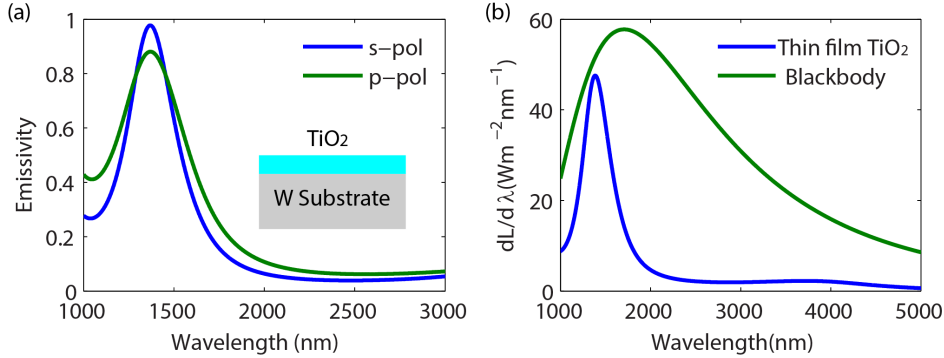 (a)
1
0.8
0.6
0.4
0.2
0
Emissivity
s−pol
p−pol
TiO2
W Substrate
1000 1500 2000 2500 3000
Wavelength (nm)
(b)
60
40
20
0
dL/d λ(Wm⁻²nm⁻¹)
Thin film TiO2
Blackbody
1000 2000 3000 4000 5000
Wavelength(nm)